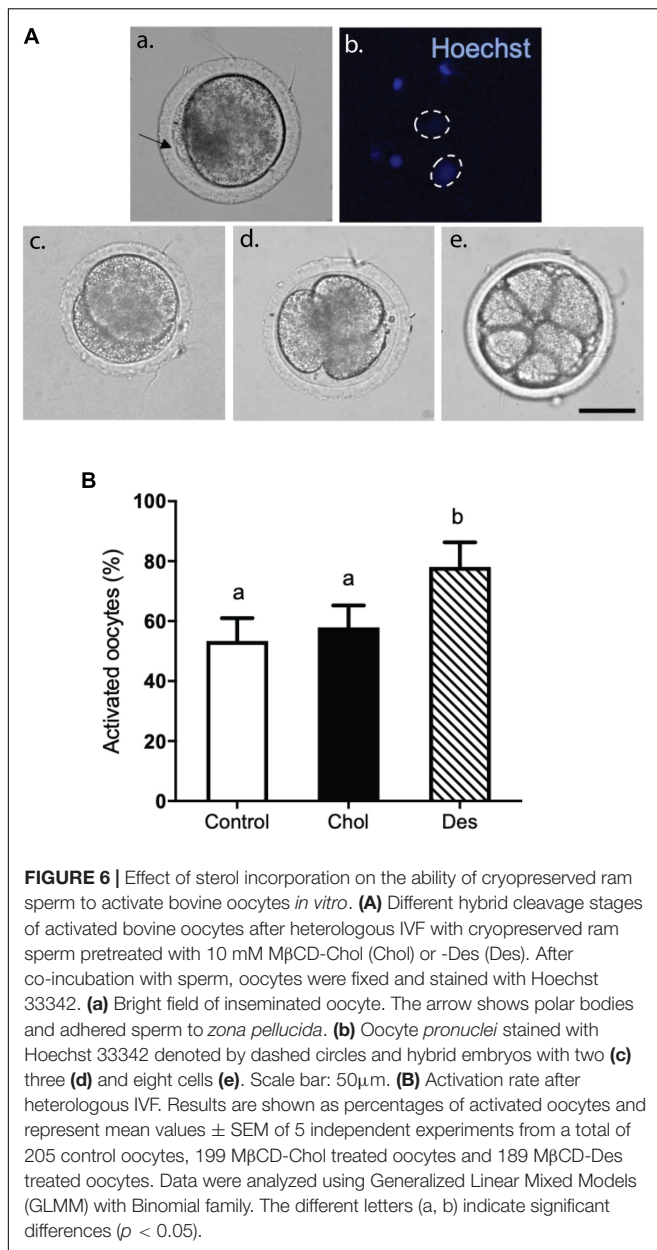 A
a.
b.
Hoechst
c.
d.
e.
B
Activated oocytes (%)
100
80
60
40
20
0
a
a
b
Control
Chol
Des
FIGURE 6 | Effect of sterol incorporation on the ability of cryopreserved ram
sperm to activate bovine oocytes in vitro. (A) Different hybrid cleavage stages
of activated bovine oocytes after heterologous IVF with cryopreserved ram
sperm pretreated with 10 mM MβCD-Chol (Chol) or -Des (Des). After
co-incubation with sperm, oocytes were fixed and stained with Hoechst
33342. (a) Bright field of inseminated oocyte. The arrow shows polar bodies
and adhered sperm to zona pellucida. (b) Oocyte pronuclei stained with
Hoechst 33342 denoted by dashed circles and hybrid embryos with two (c)
three (d) and eight cells (e). Scale bar: 50μm. (B) Activation rate after
heterologous IVF. Results are shown as percentages of activated oocytes and
represent mean values ± SEM of 5 independent experiments from a total of
205 control oocytes, 199 MβCD-Chol treated oocytes and 189 MβCD-Des
treated oocytes. Data were analyzed using Generalized Linear Mixed Models
(GLMM) with Binomial family. The different letters (a, b) indicate significant
differences (p < 0.05).